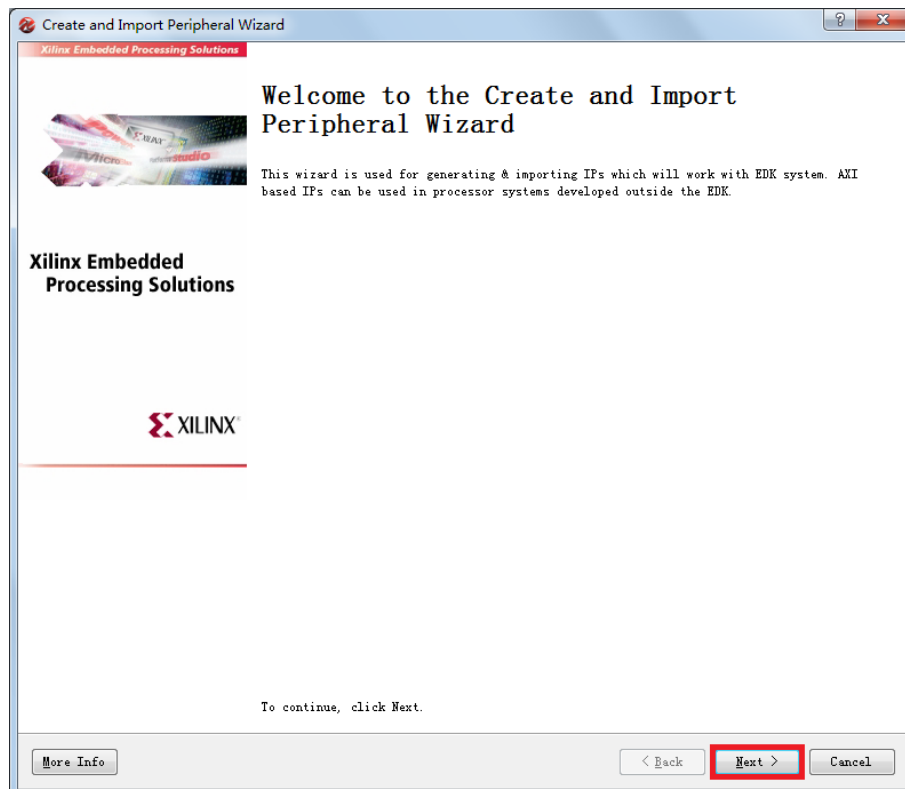 Create and Import Peripheral Wizard
Xilinx Embedded Processing Solutions
Welcome to the Create and Import
Peripheral Wizard
This wizard is used for generating & importing IPs which will work with EDK system. AXI
based IPs can be used in processor systems developed outside the EDK.
Xilinx Embedded
Processing Solutions
XILINX
To continue, click Next.
More Info
< Back
Next >
Cancel